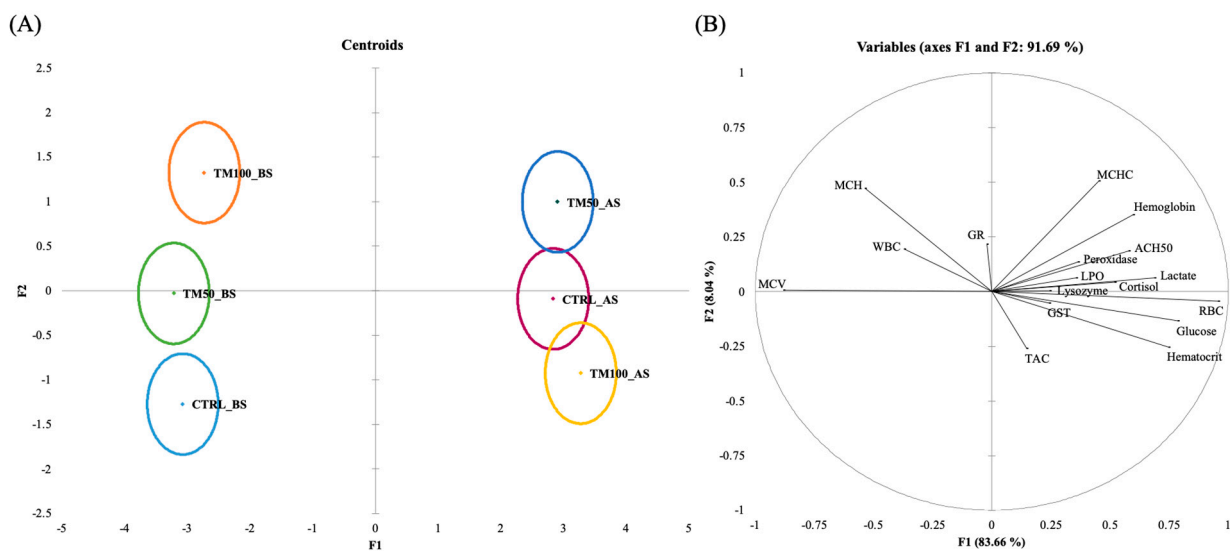 (A)
Centroids
2.5
2
1.5
1
0.5
0
-0.5
-1
-1.5
-2
-2.5
F2
TM100_BS
TM50_BS
CTRL_BS
TM50_AS
CTRL_AS
TM100_AS
-5
-4
-3
-2
-1
0
1
2
3
4
5
F1
(B)
Variables (axes F1 and F2: 91.69 %)
1
0.75
0.5
0.25
0
-0.25
-0.5
-0.75
-1
F2 (8.04 %)
MCHC
MCH
Hemoglobin
GR
WBC
ACH50
Peroxidase
LPO
Lactate
MCV
Cortisol
Lysozyme
GST
RBC
Glucose
Hematocrit
TAC
-1
-0.75
-0.5
-0.25
0
0.25
0.5
0.75
1
F1 (83.66 %)